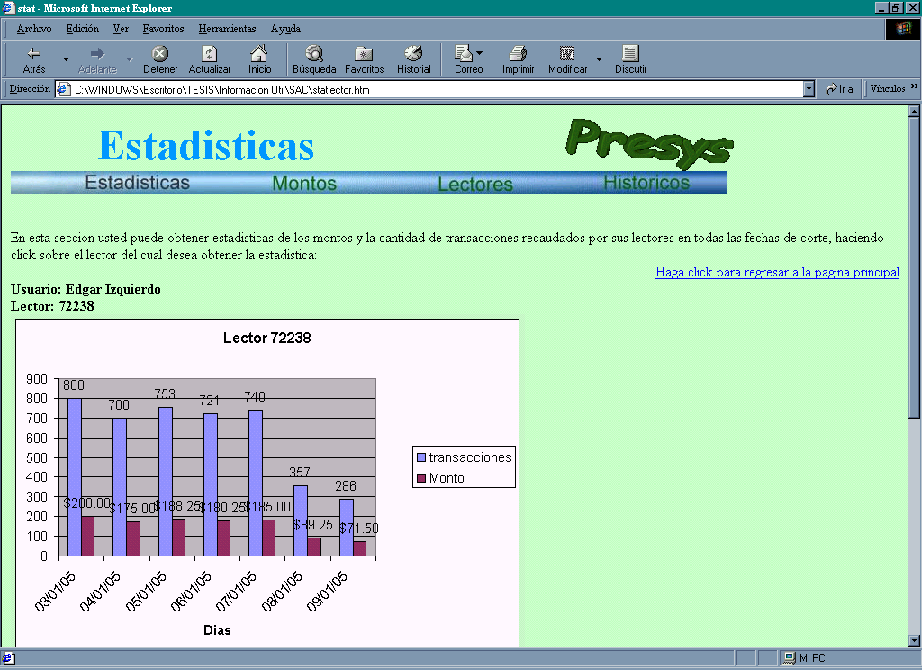 stat - Microsoft Internet Explorer
Archivo Edición Ver Favoritos Herramientas Ayuda
Atrás Adelante Detener Actualizar Inicio Búsqueda Favoritos Historial Correo Imprimir Modificar Discutir
Dirección D:\WINDOWS\Escritorio\TESIS\Informacion Util\SAC\statlector.htm Ir a Vínculos »
Estadisticas Presys
Estadisticas Montos Lectores Historicos
En esta seccion usted puede obtener estadisticas de los montos y la cantidad de transacciones recaudados por sus lectores en todas las fechas de corte, haciendo
click sobre el lector del cual desea obtener la estadistica:
Haga click para regresar a la pagina principal
Usuario: Edgar Izquierdo
Lector: 72238
Lector 72238
900
800
700
600
500
400
300
200
100
0
800 700 753 721 740 357 286
$200.00 $175.00 $188.25 $180.25 $185.00 $89.25 $71.50
transacciones
Monto
03/01/05 04/01/05 05/01/05 06/01/05 07/01/05 08/01/05 09/01/05
Dias
Mi PC